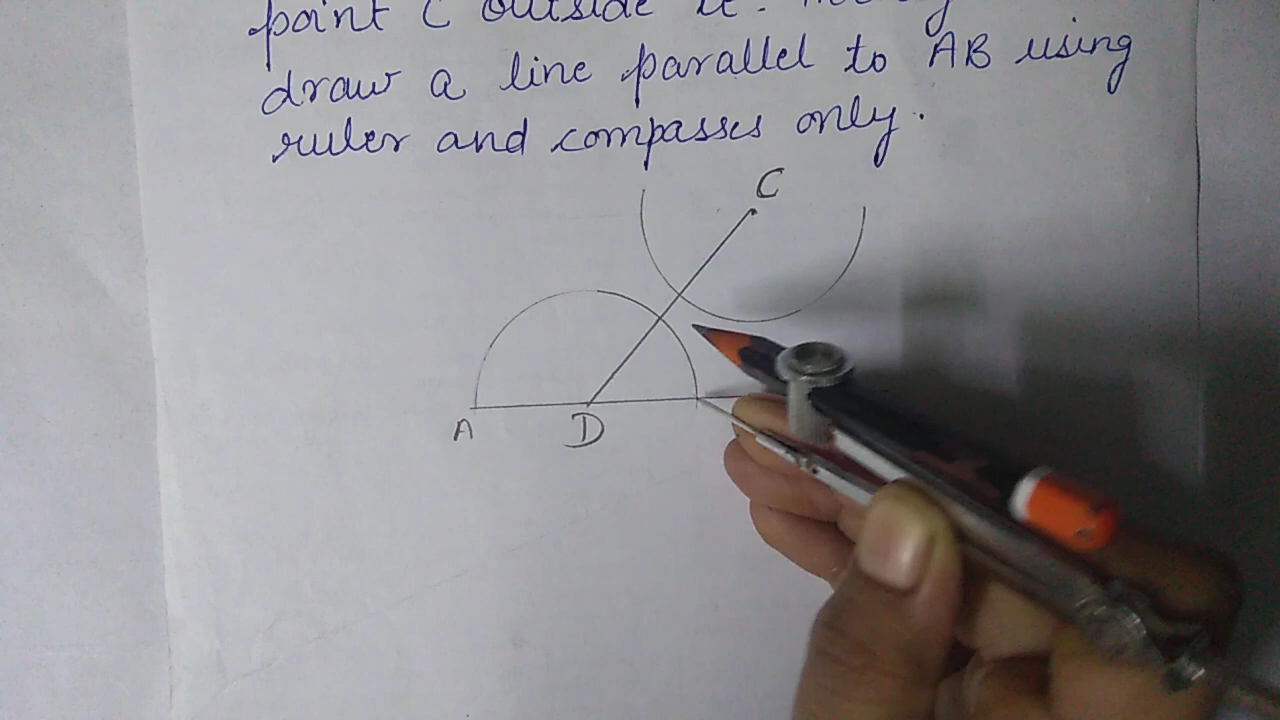 point C outside it.
draw a line parallel to AB using
ruler and compasses only.
C
A D